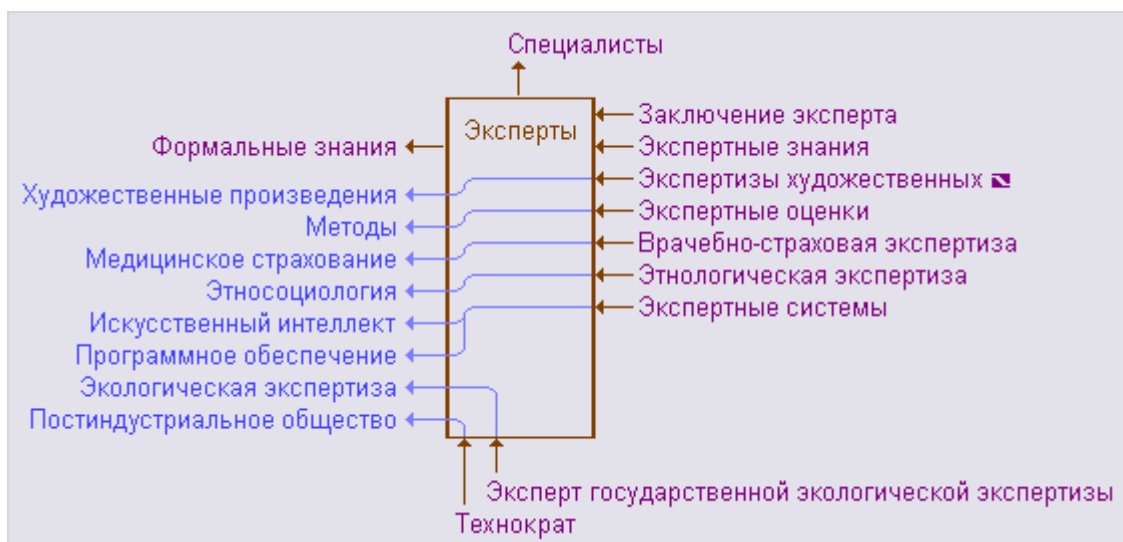 Специалисты
Эксперты
Формальные знания
Художественные произведения
Методы
Медицинское страхование
Этносоциология
Искусственный интеллект
Программное обеспечение
Экологическая экспертиза
Постиндустриальное общество
Заключение эксперта
Экспертные знания
Экспертизы художественных
Экспертные оценки
Врачебно-страховая экспертиза
Этнологическая экспертиза
Экспертные системы
Эксперт государственной экологической экспертизы
Технократ